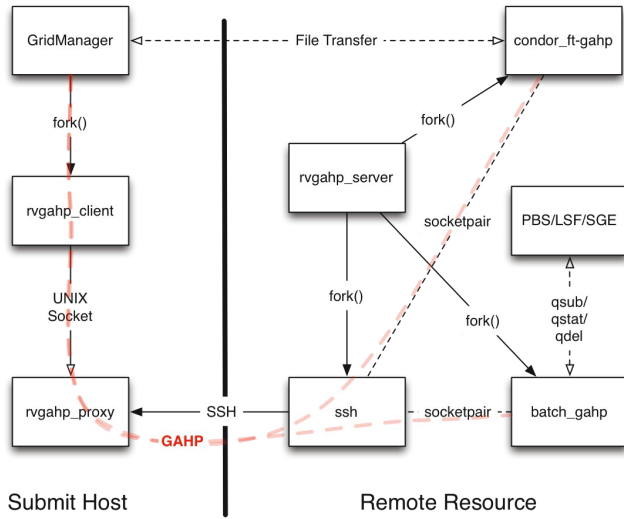 GridManager
File Transfer
condor_ft-gahp
fork()
fork()
rvgahp_server
rvgahp_client
socketpair
PBS/LSF/SGE
UNIX
Socket
fork()
fork()
qsub/
qstat/
qdel
rvgahp_proxy
SSH
ssh
socketpair
batch_gahp
GAHP
Submit Host
Remote Resource